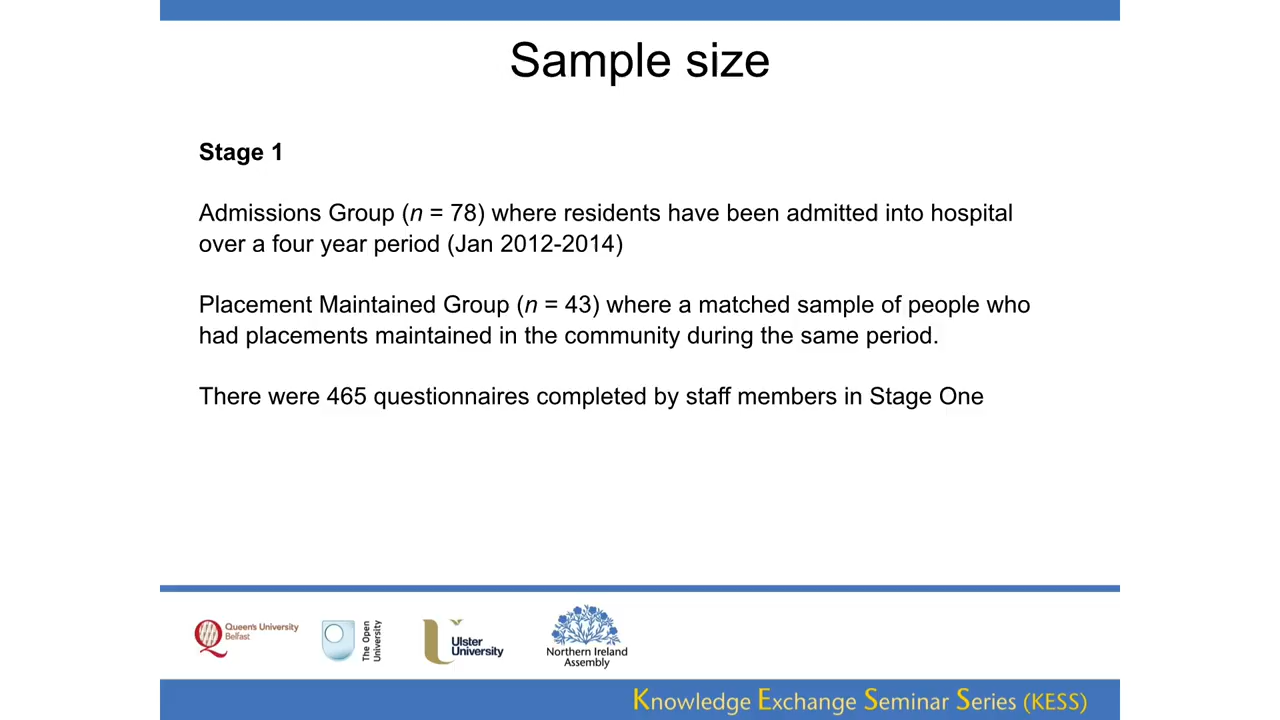 Sample size
Stage 1
Admissions Group (n = 78) where residents have been admitted into hospital
over a four year period (Jan 2012-2014)
Placement Maintained Group (n = 43) where a matched sample of people who
had placements maintained in the community during the same period.
There were 465 questionnaires completed by staff members in Stage One
Queen's University
Belfast
The Open
University
Ulster
University
Northern Ireland
Assembly
Knowledge Exchange Seminar Series (KESS)